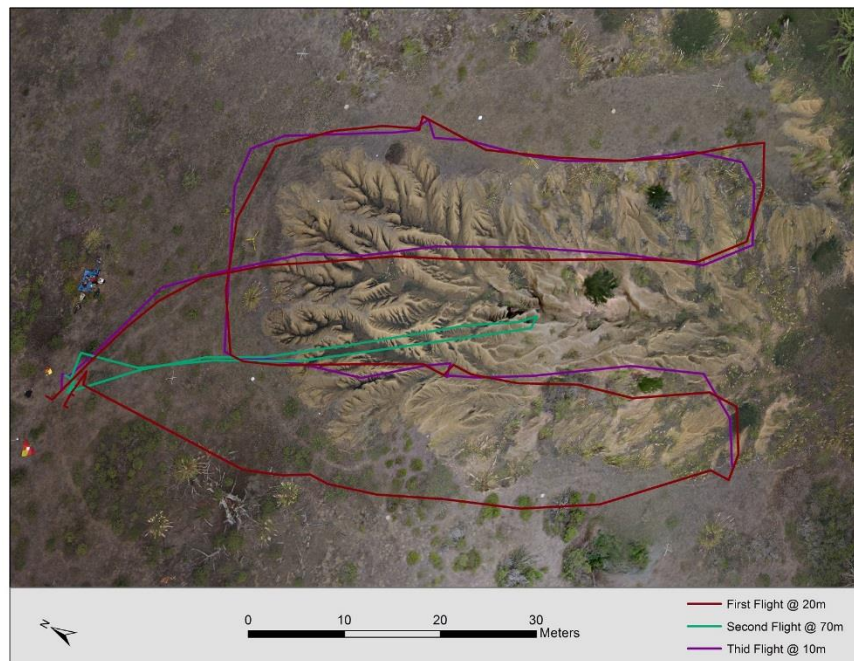 First Flight @ 20m
Second Flight @ 70m
Thid Flight @ 10m
0 10 20 30
Meters
N